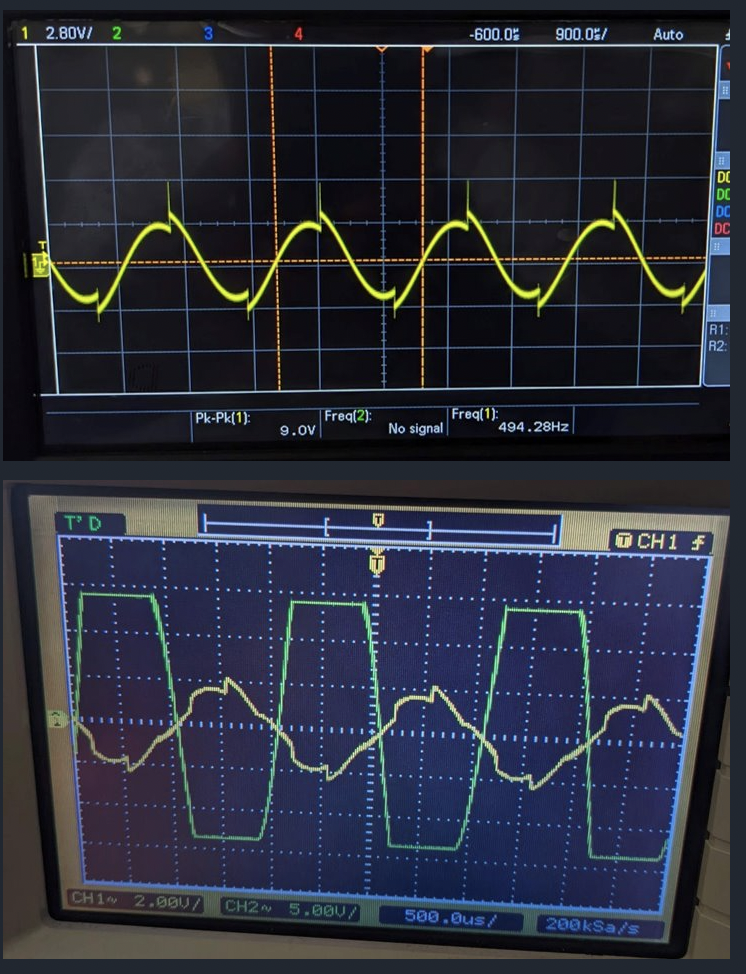 1 2.80V/ 2 3 4 -600.0㎲ 900.0㎲/ Auto
T
DC
DC
DC
DC
R1:
R2:
Pk-Pk(1): Freq(2): Freq(1):
9.0V No signal 494.28Hz
T' D T T CH1
T
2
CH1~ 2.00V/ CH2~ 5.00V/ 500.0us/ 200kSa/s